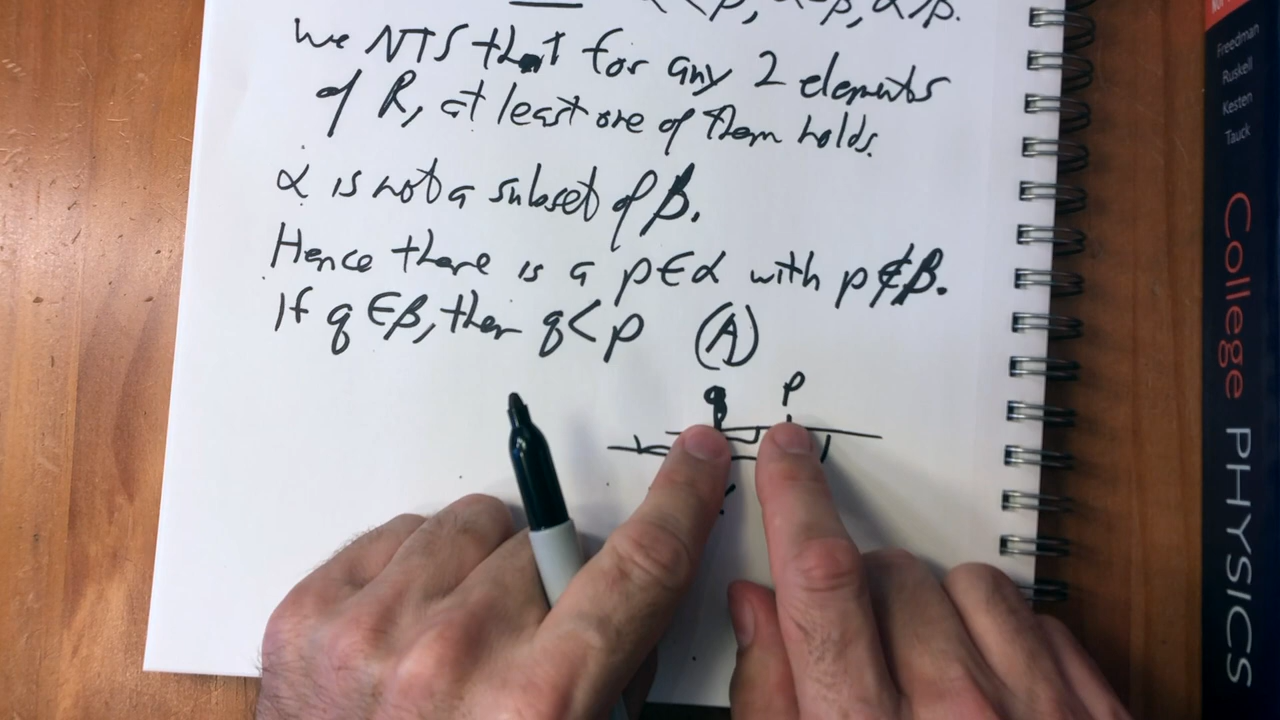 α<β, α=β, α>β.
We NTS that for any 2 elements
of R, at least one of them holds.
α is not a subset of β.
Hence there is a p∈α with p∉β.
If q∈β, then q<p (A)
q p
Freedman
Ruskell
Kesten
Tauck
College PHYSICS